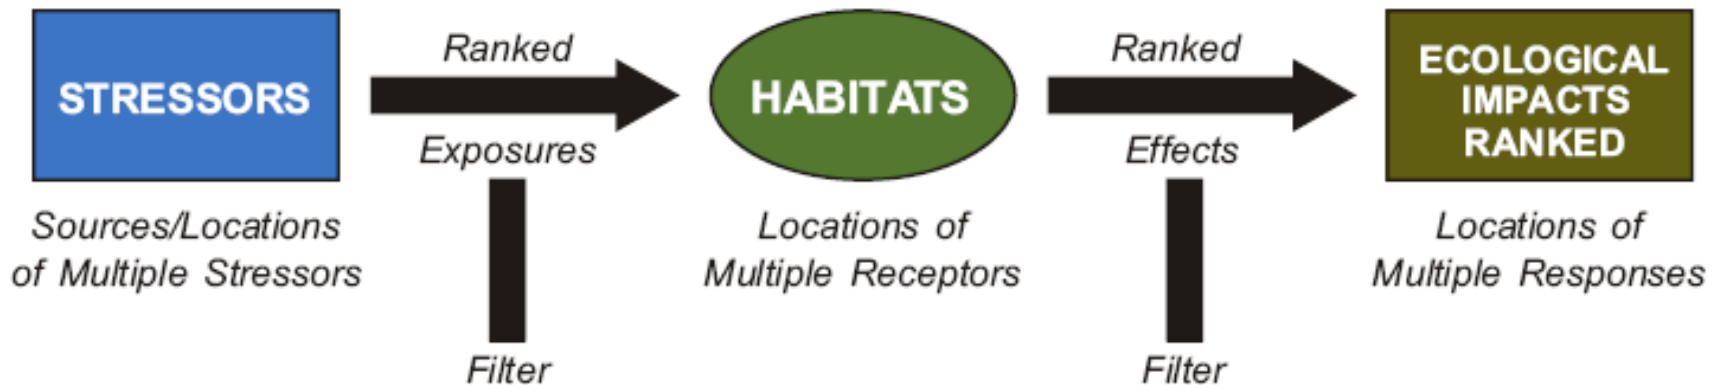 STRESSORS
Sources/Locations
of Multiple Stressors
Ranked
Exposures
Filter
HABITATS
Locations of
Multiple Receptors
Ranked
Effects
Filter
ECOLOGICAL
IMPACTS
RANKED
Locations of
Multiple Responses